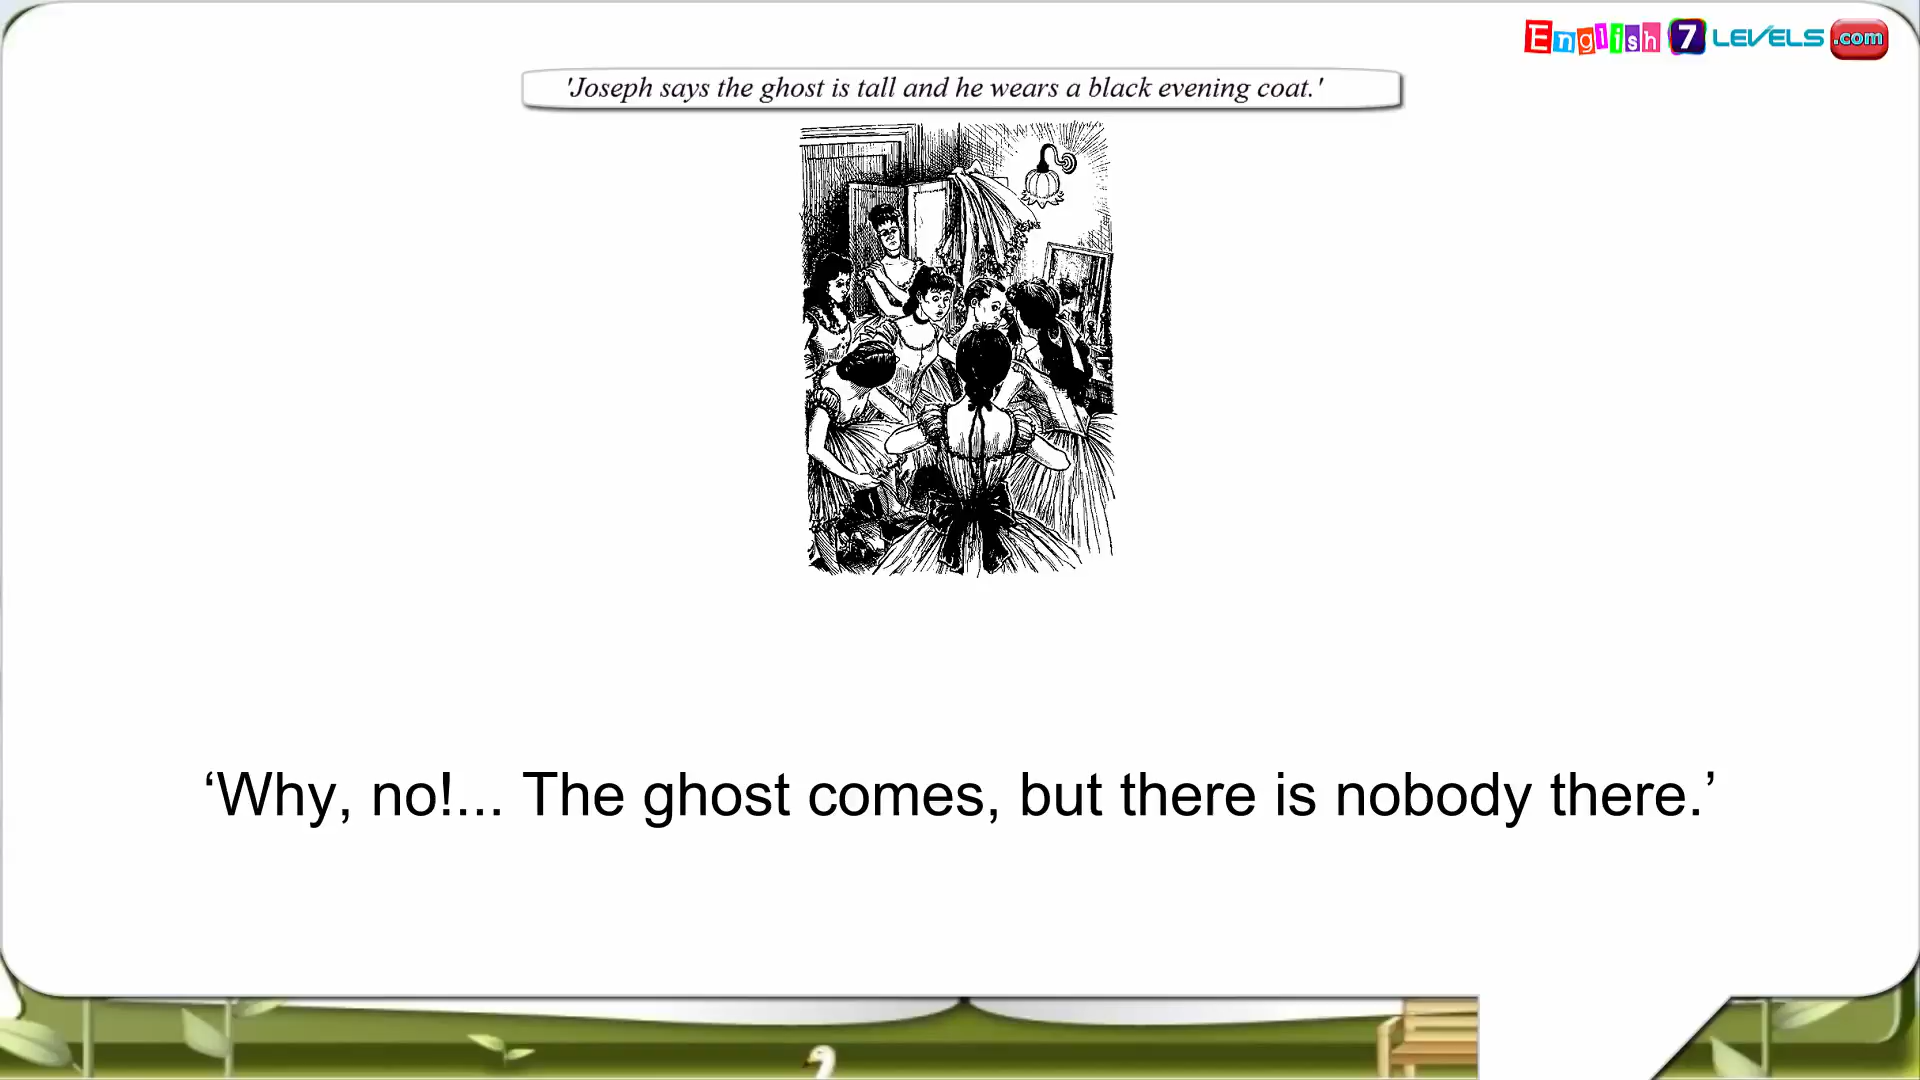 English 7 LEVELS .com
'Joseph says the ghost is tall and he wears a black evening coat.'
‘Why, no!... The ghost comes, but there is nobody there.’